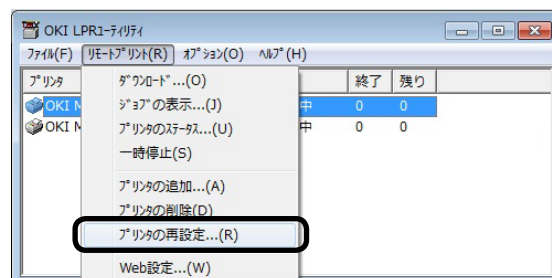 OKI LPRﾕｰﾃｨﾘﾃｨ
ﾌｧｲﾙ(F) ﾘﾓｰﾄﾌﾟﾘﾝﾄ(R) ｵﾌﾟｼｮﾝ(O) ﾍﾙﾌﾟ(H)
ﾌﾟﾘﾝﾀ 終了 残り
OKI 中 0 0
OKI 中 0 0
ﾀﾞｳﾝﾛｰﾄﾞ...(O)
ｼﾞｮﾌﾞの表示...(J)
ﾌﾟﾘﾝﾀのｽﾃｰﾀｽ...(U)
一時停止(S)
ﾌﾟﾘﾝﾀの追加...(A)
ﾌﾟﾘﾝﾀの削除(D)
ﾌﾟﾘﾝﾀの再設定...(R)
Web設定...(W)